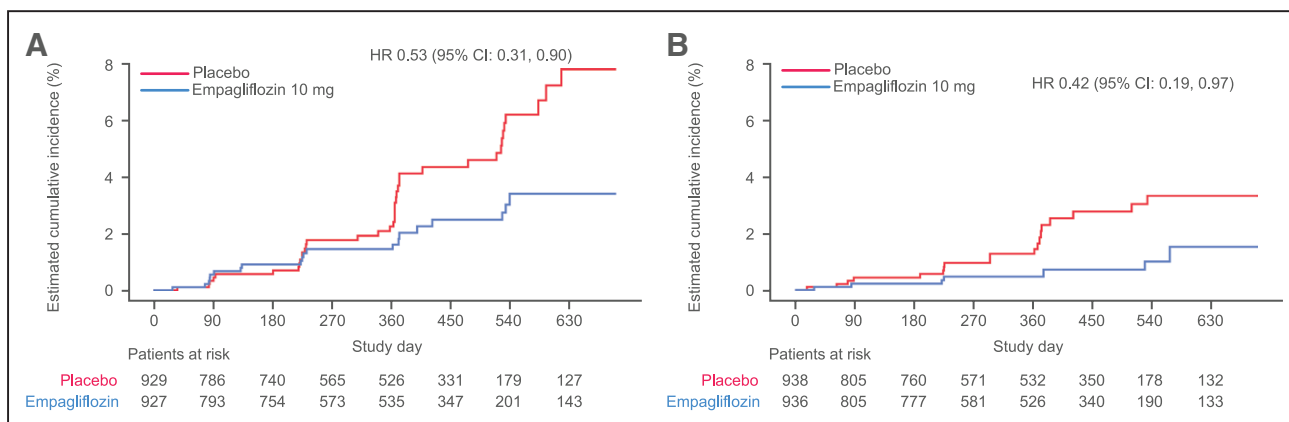 A
HR 0.53 (95% CI: 0.31, 0.90)
Placebo
Empagliflozin 10 mg
Estimated cumulative incidence (%)
8
6
4
2
0
0 90 180 270 360 450 540 630
Study day
Patients at risk
Placebo 929 786 740 565 526 331 179 127
Empagliflozin 927 793 754 573 535 347 201 143
B
HR 0.42 (95% CI: 0.19, 0.97)
Placebo
Empagliflozin 10 mg
Estimated cumulative incidence (%)
8
6
4
2
0
0 90 180 270 360 450 540 630
Study day
Patients at risk
Placebo 938 805 760 571 532 350 178 132
Empagliflozin 936 805 777 581 526 340 190 133